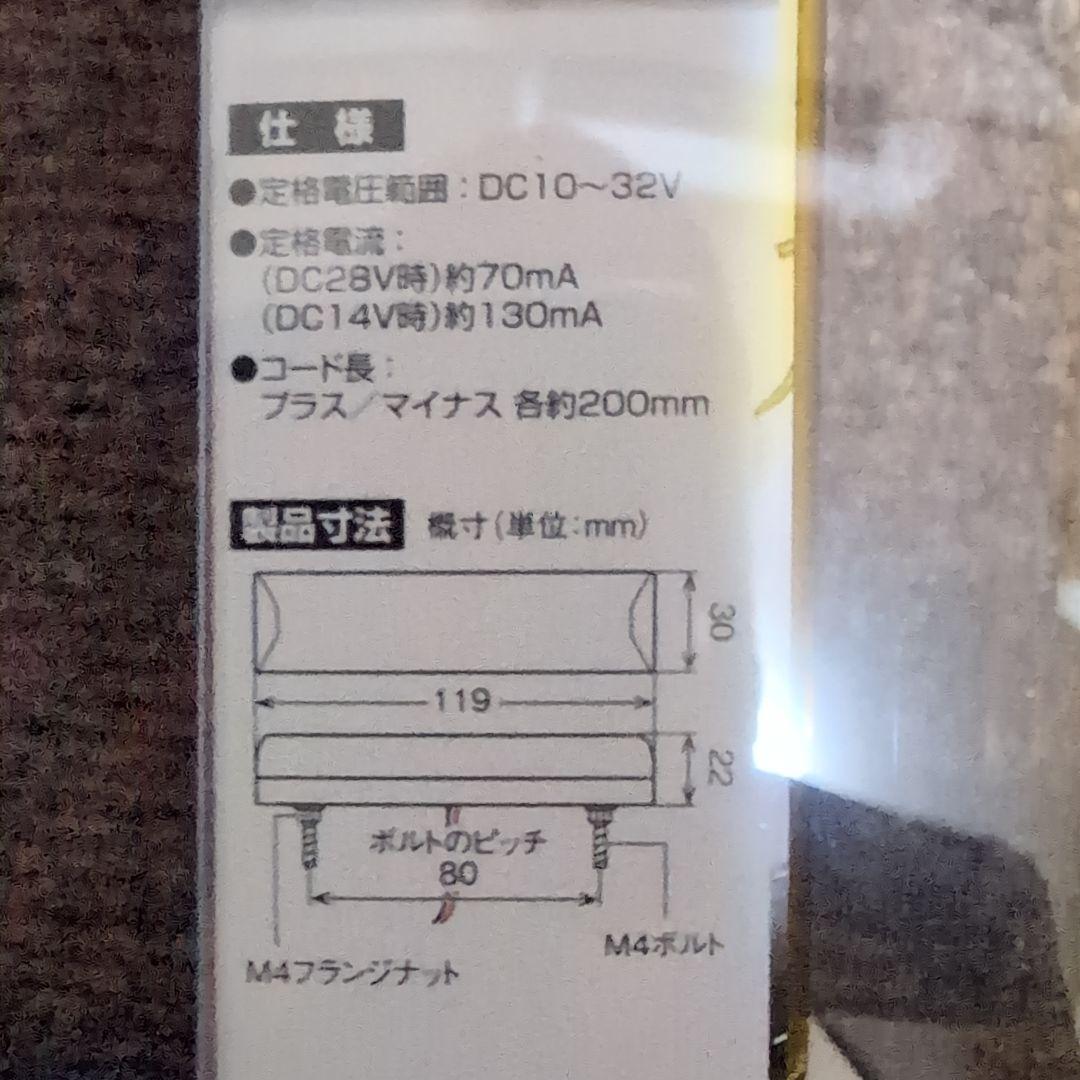 仕様
●定格電圧範囲:DC10〜32V
●定格電流:
(DC28V時)約70mA
(DC14V時)約130mA
●コード長:
プラス/マイナス 各約200mm
製品寸法 概寸(単位:mm)
30
119
22
ボルトのピッチ
80
M4ボルト
M4フランジナット